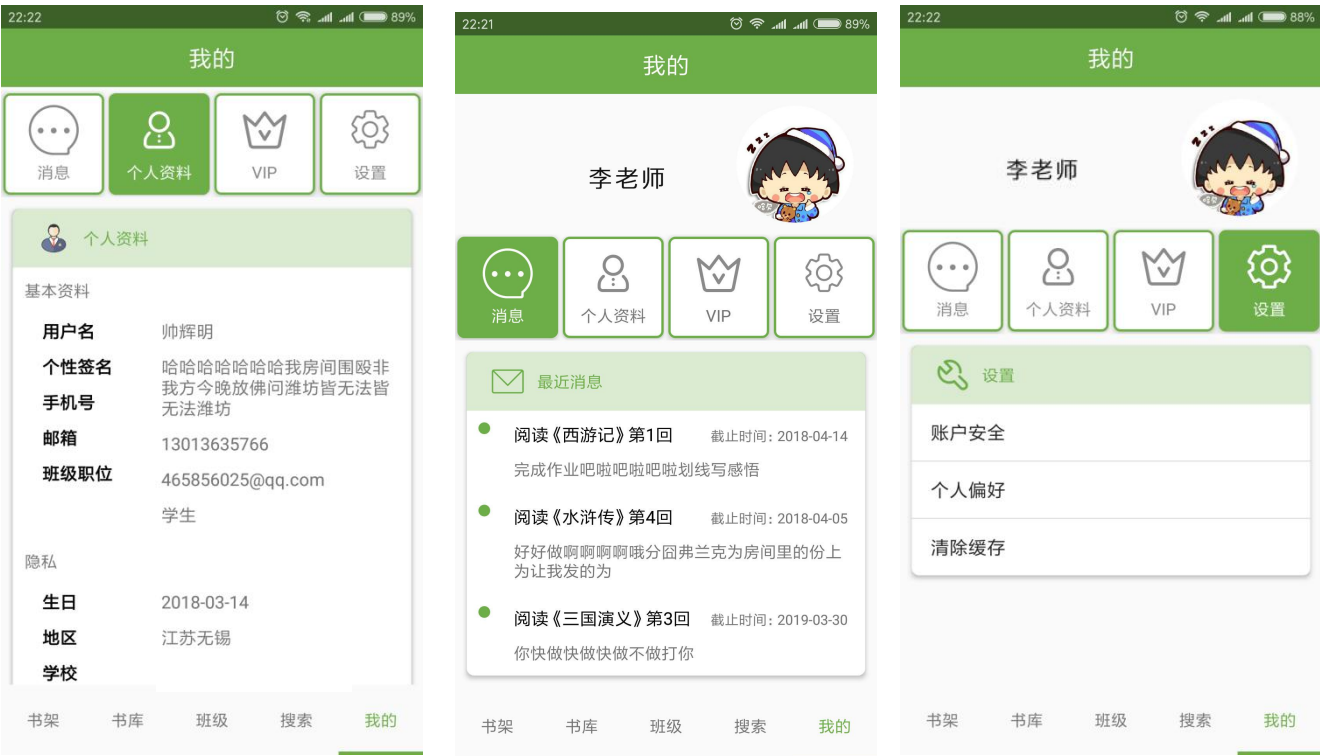 22:22
89%
我的
消息
个人资料
VIP
设置
个人资料
基本资料
用户名
帅辉明
个性签名
哈哈哈哈哈哈哈我房间围殴非
我方今晚放佛问潍坊皆无法皆
无法潍坊
手机号
13013635766
邮箱
465856025@qq.com
班级职位
学生
隐私
生日
2018-03-14
地区
江苏无锡
学校
书架
书库
班级
搜索
我的
22:21
89%
我的
李老师
zzz
消息
个人资料
VIP
设置
最近消息
阅读《西游记》第1回
截止时间: 2018-04-14
完成作业吧啦吧啦吧啦划线写感悟
阅读《水浒传》第4回
截止时间: 2018-04-05
好好做啊啊啊啊哦分囧弗兰克为房间里的份上
为让我发的为
阅读《三国演义》第3回
截止时间: 2019-03-30
你快做快做快做不做打你
书架
书库
班级
搜索
我的
22:22
88%
我的
李老师
zzz
消息
个人资料
VIP
设置
设置
账户安全
个人偏好
清除缓存
书架
书库
班级
搜索
我的